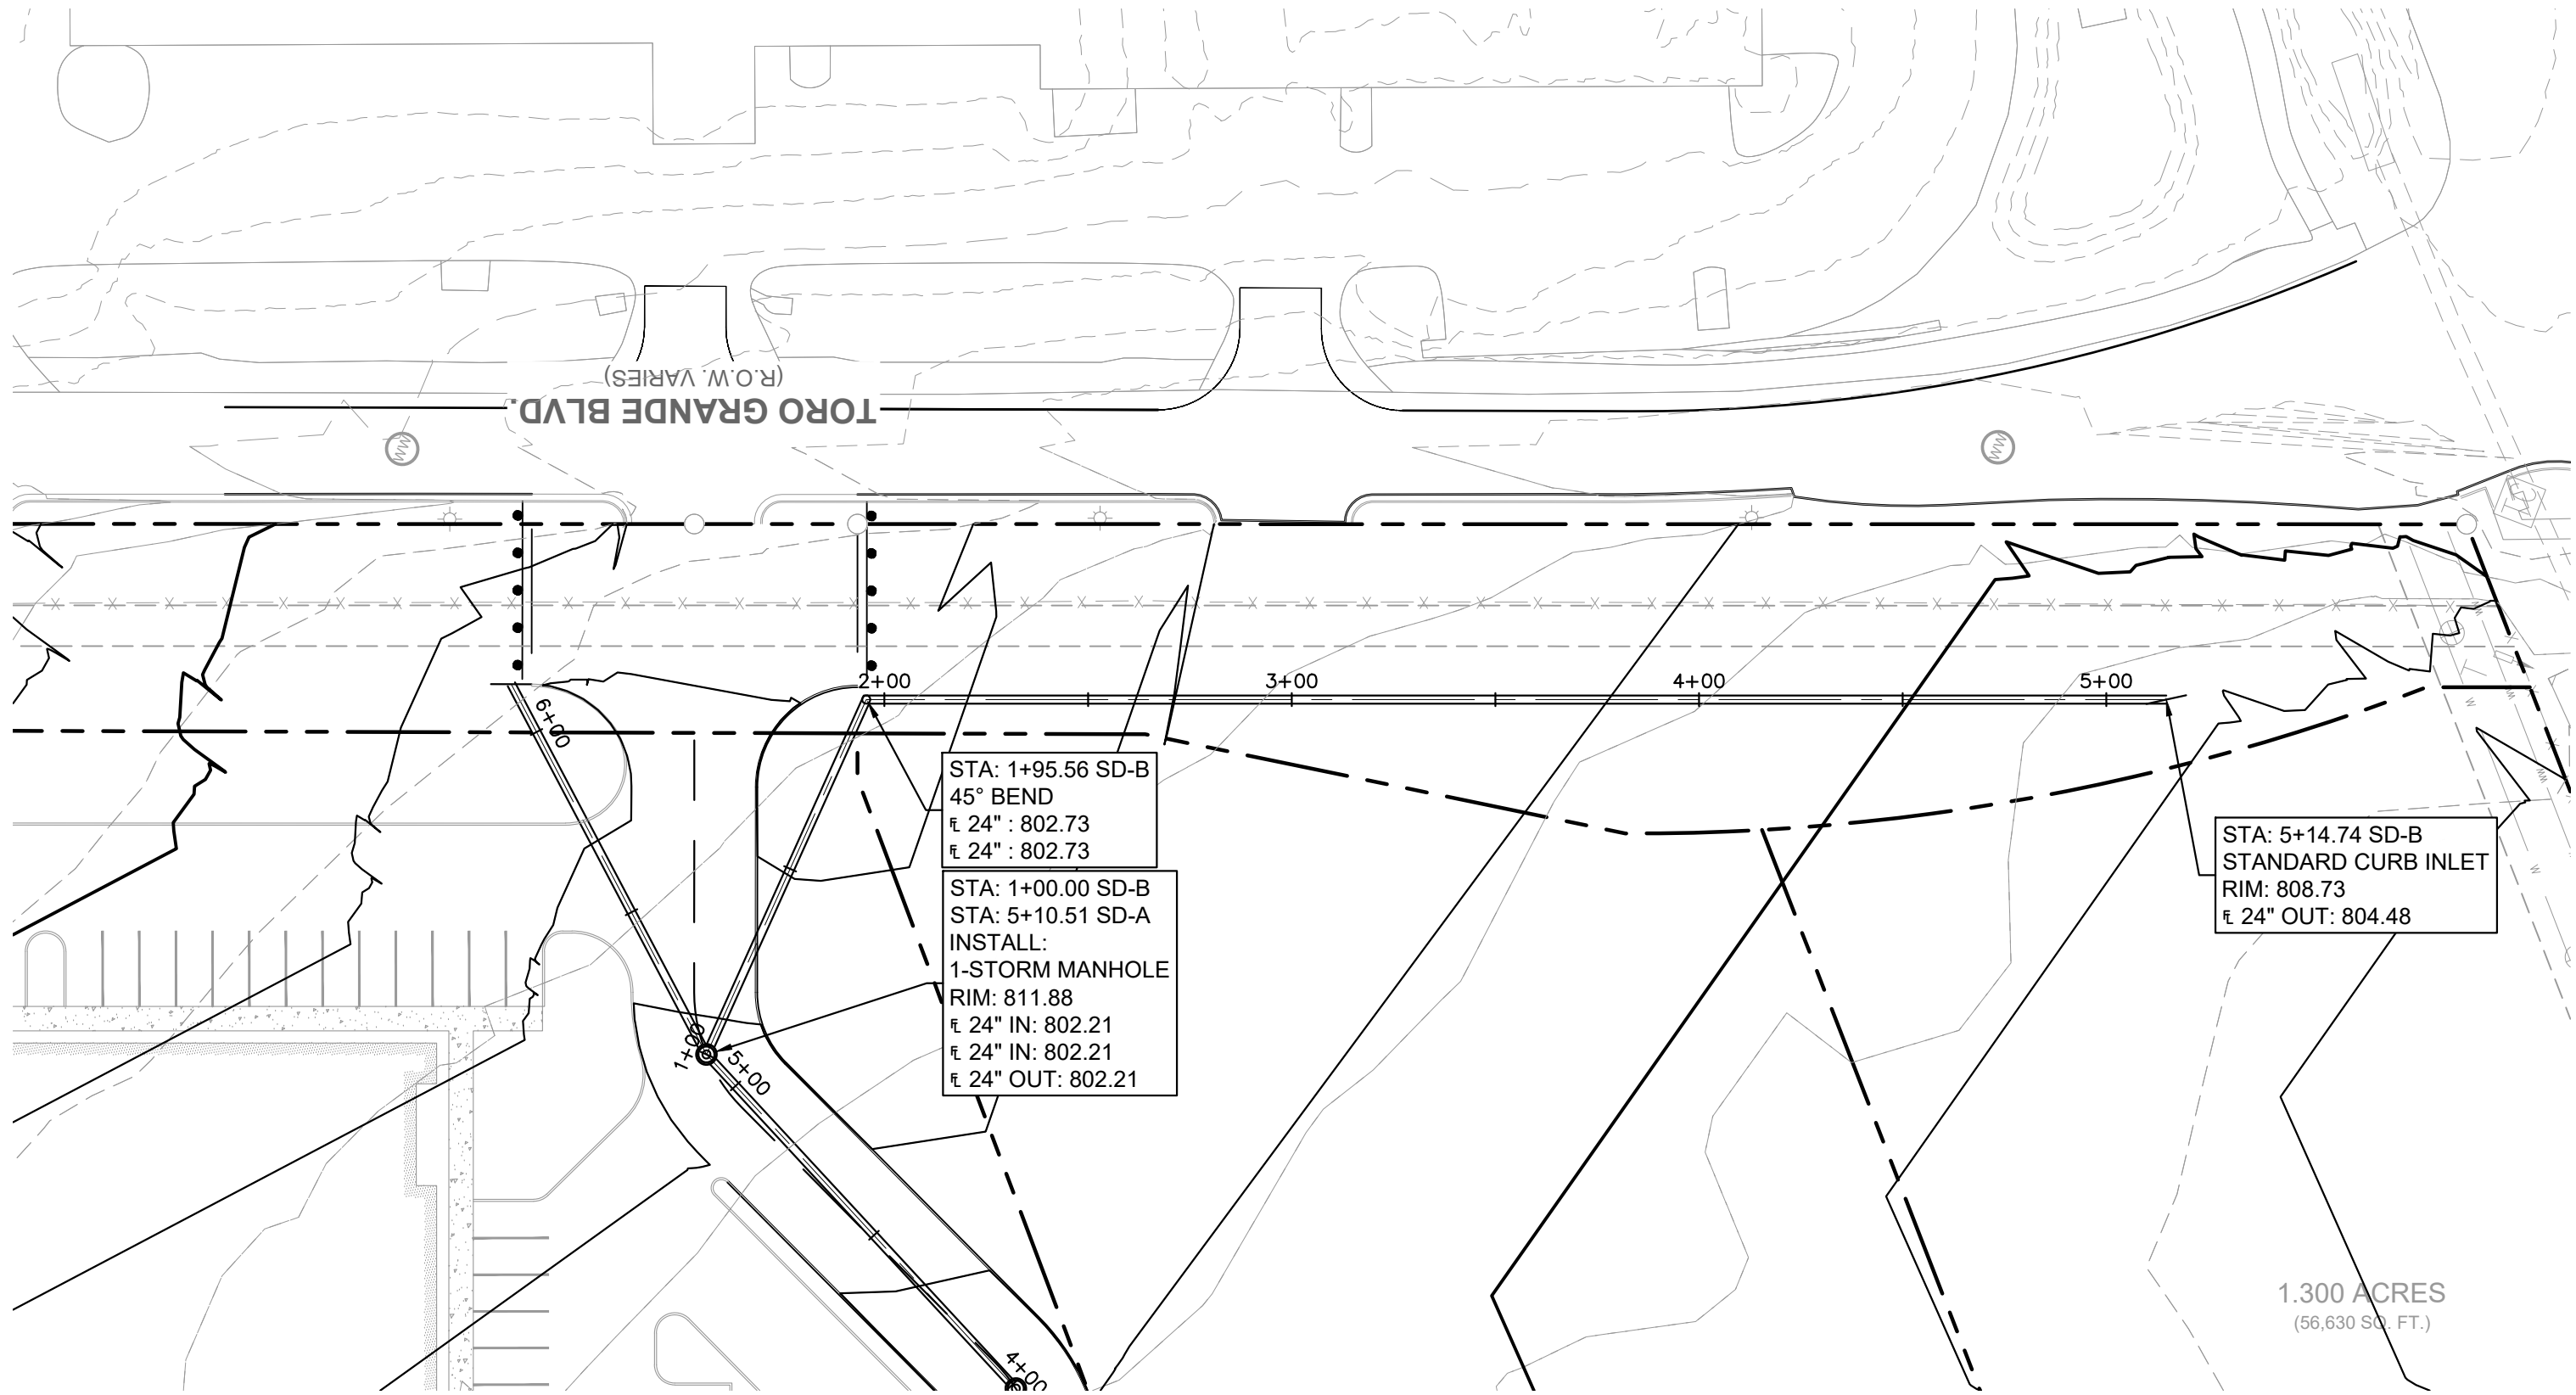 (R.O.W. VARIES)
TORO GRANDE BLVD.
2+00
3+00
4+00
5+00
6+00
STA: 1+95.56 SD-B
45° BEND
℄ 24" : 802.73
℄ 24" : 802.73
STA: 1+00.00 SD-B
STA: 5+10.51 SD-A
INSTALL:
1-STORM MANHOLE
RIM: 811.88
℄ 24" IN: 802.21
℄ 24" IN: 802.21
℄ 24" OUT: 802.21
STA: 5+14.74 SD-B
STANDARD CURB INLET
RIM: 808.73
℄ 24" OUT: 804.48
1+00
5+00
4+00
1.300 ACRES
(56,630 SQ. FT.)